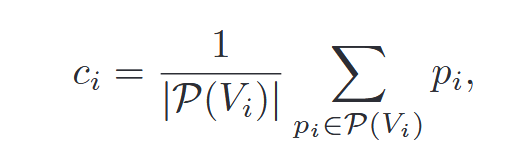 c_i = \frac{1}{|\mathcal{P}(V_i)|} \sum_{p_i \in \mathcal{P}(V_i)} p_i,